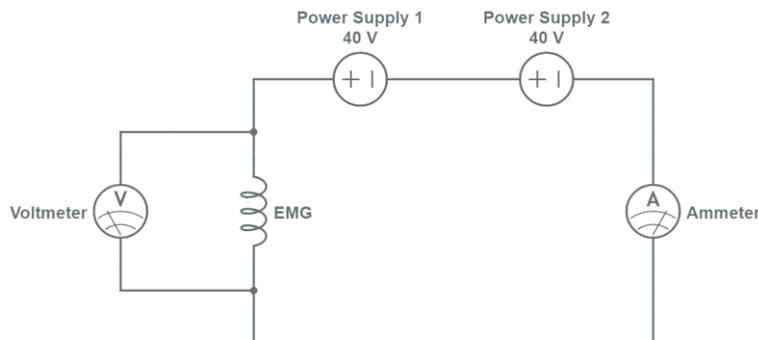 Power Supply 1
40 V
Power Supply 2
40 V
V
Voltmeter
EMG
A
Ammeter